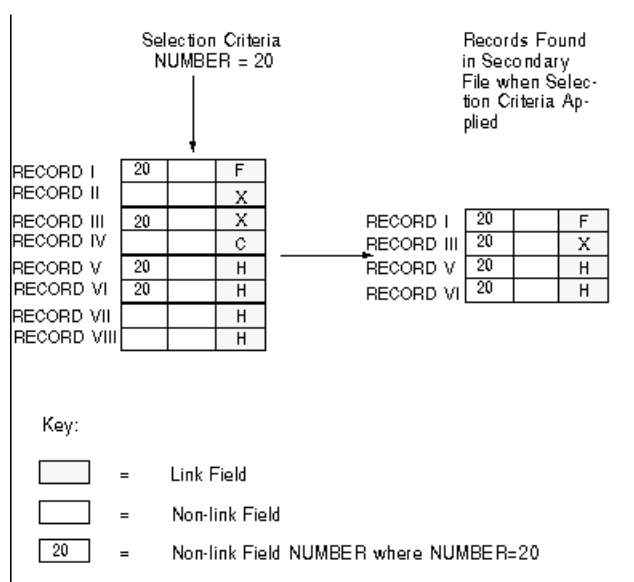 Selection Criteria
NUMBER = 20
Records Found
in Secondary
File when Selec-
tion Criteria Ap-
plied
RECORD I 20 F
RECORD II X
RECORD III 20 X
RECORD IV C
RECORD V 20 H
RECORD VI 20 H
RECORD VII H
RECORD VIII H
RECORD I 20 F
RECORD III 20 X
RECORD V 20 H
RECORD VI 20 H
Key:
= Link Field
= Non-link Field
20 = Non-link Field NUMBER where NUMBER=20